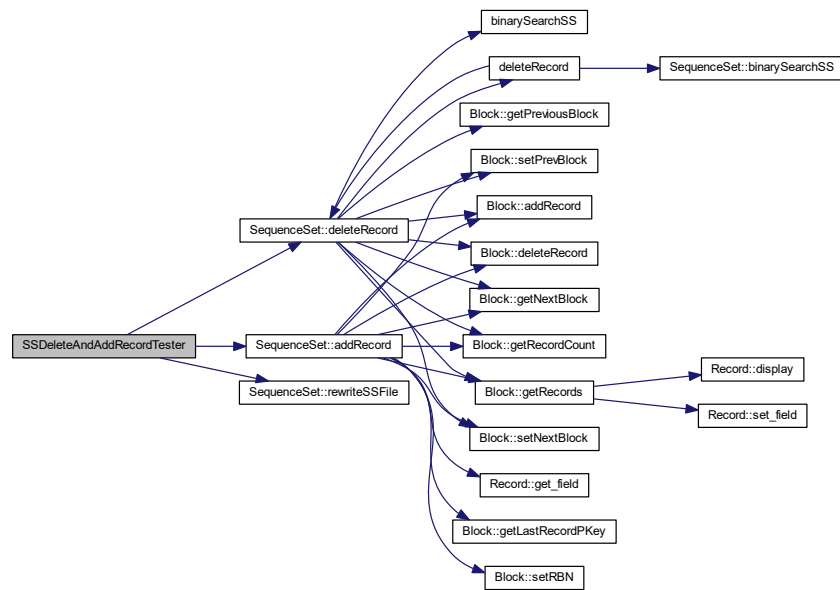 binarySearchSS
deleteRecord
SequenceSet::binarySearchSS
Block::getPreviousBlock
Block::setPrevBlock
Block::addRecord
SequenceSet::deleteRecord
Block::deleteRecord
Block::getNextBlock
SSDeleteAndAddRecordTester
SequenceSet::addRecord
Block::getRecordCount
Record::display
SequenceSet::rewriteSSFile
Block::getRecords
Record::set_field
Block::setNextBlock
Record::get_field
Block::getLastRecordPKey
Block::setRBN